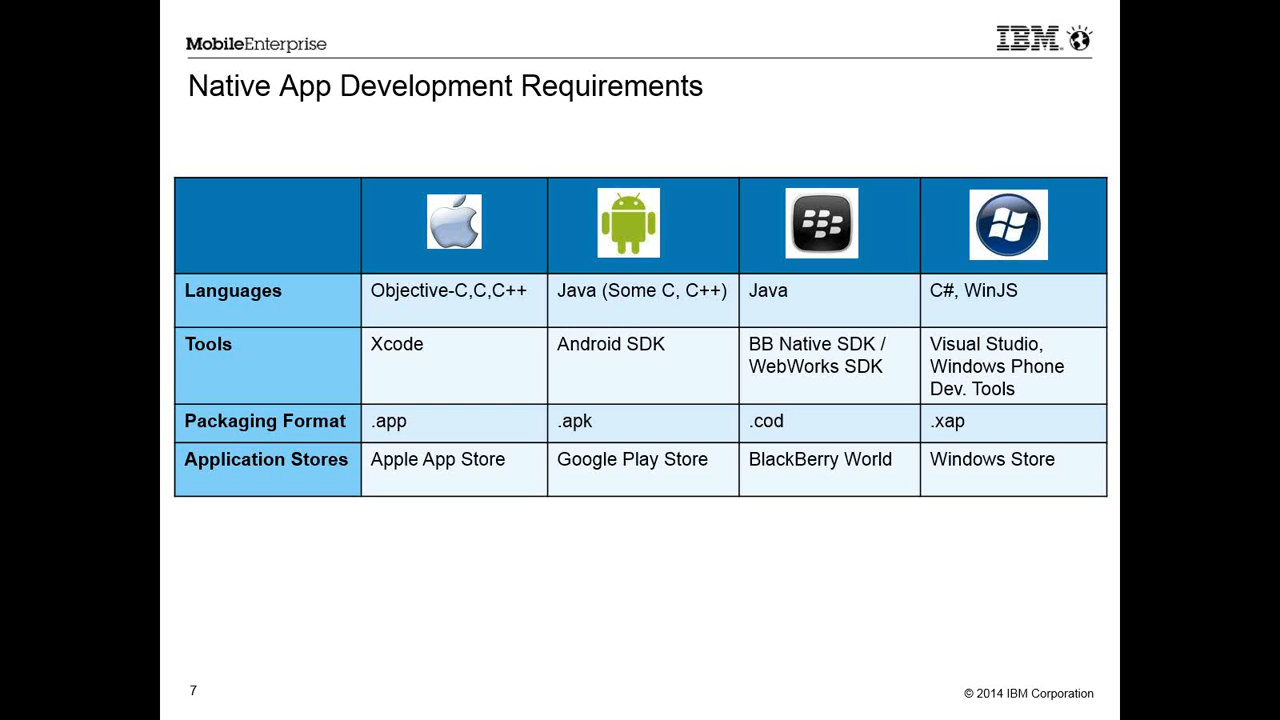 MobileEnterprise
IBM
Native App Development Requirements
Languages Objective-C,C,C++ Java (Some C, C++) Java C#, WinJS
Tools Xcode Android SDK BB Native SDK / Visual Studio,
WebWorks SDK Windows Phone
Dev. Tools
Packaging Format .app .apk .cod .xap
Application Stores Apple App Store Google Play Store BlackBerry World Windows Store
7
© 2014 IBM Corporation